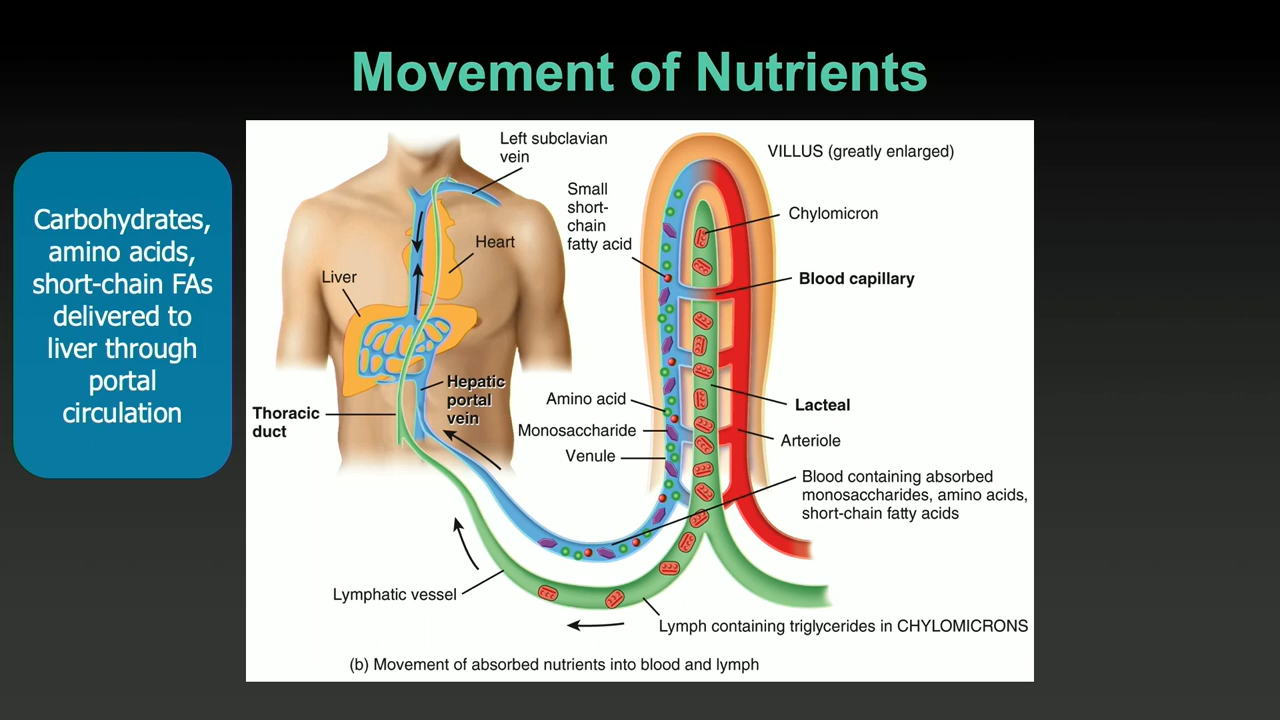 Movement of Nutrients
Carbohydrates,
amino acids,
short-chain FAs
delivered to
liver through
portal
circulation
Left subclavian
vein
Heart
Liver
Hepatic
portal
vein
Thoracic
duct
Lymphatic vessel
VILLUS (greatly enlarged)
Small
short-
chain
fatty acid
Chylomicron
Blood capillary
Amino acid
Monosaccharide
Venule
Lacteal
Arteriole
Blood containing absorbed
monosaccharides, amino acids,
short-chain fatty acids
Lymph containing triglycerides in CHYLOMICRONS
(b) Movement of absorbed nutrients into blood and lymph